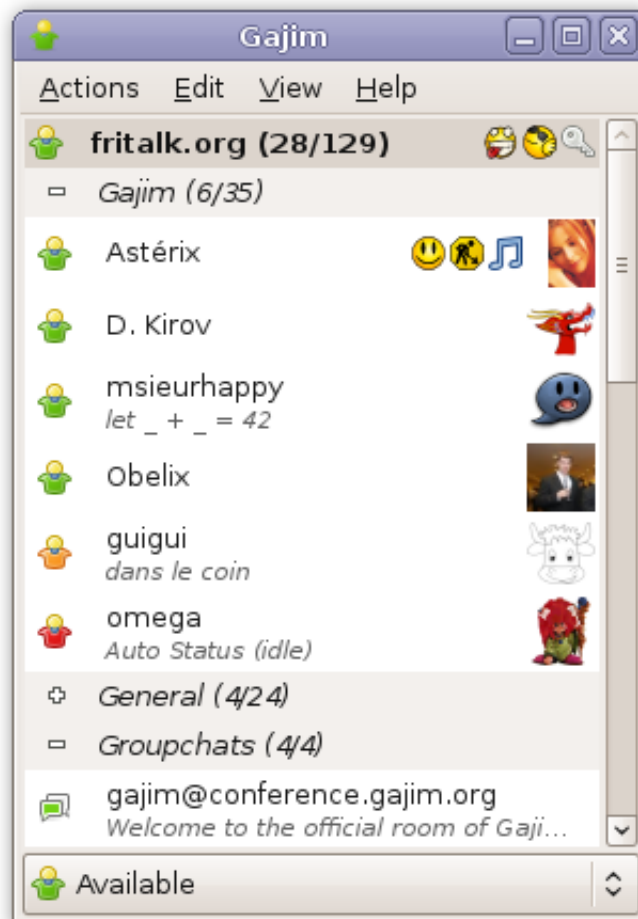 Gajim
Actions Edit View Help
fritalk.org (28/129)
Gajim (6/35)
Astérix
D. Kirov
msieurhappy
let _ + _ = 42
Obelix
guigui
dans le coin
omega
Auto Status (idle)
General (4/24)
Groupchats (4/4)
gajim@conference.gajim.org
Welcome to the official room of Gaji...
Available